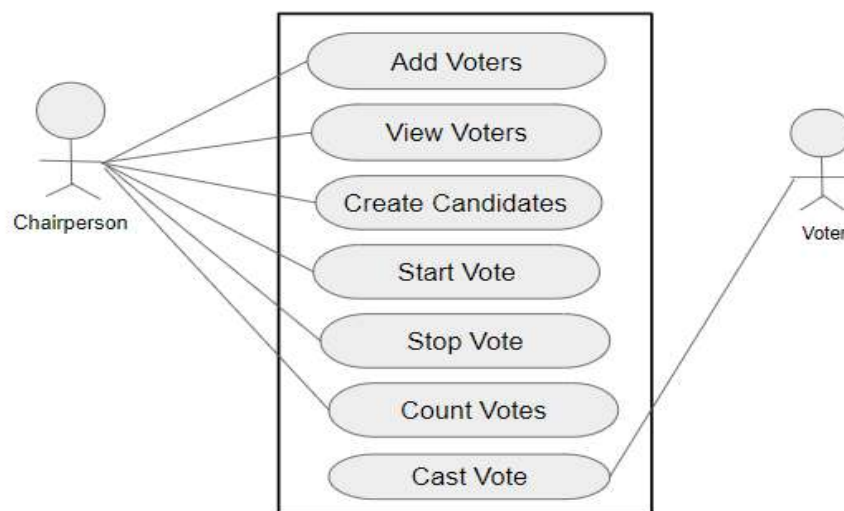 Add Voters
View Voters
Create Candidates
Chairperson
Voter
Start Vote
Stop Vote
Count Votes
Cast Vote